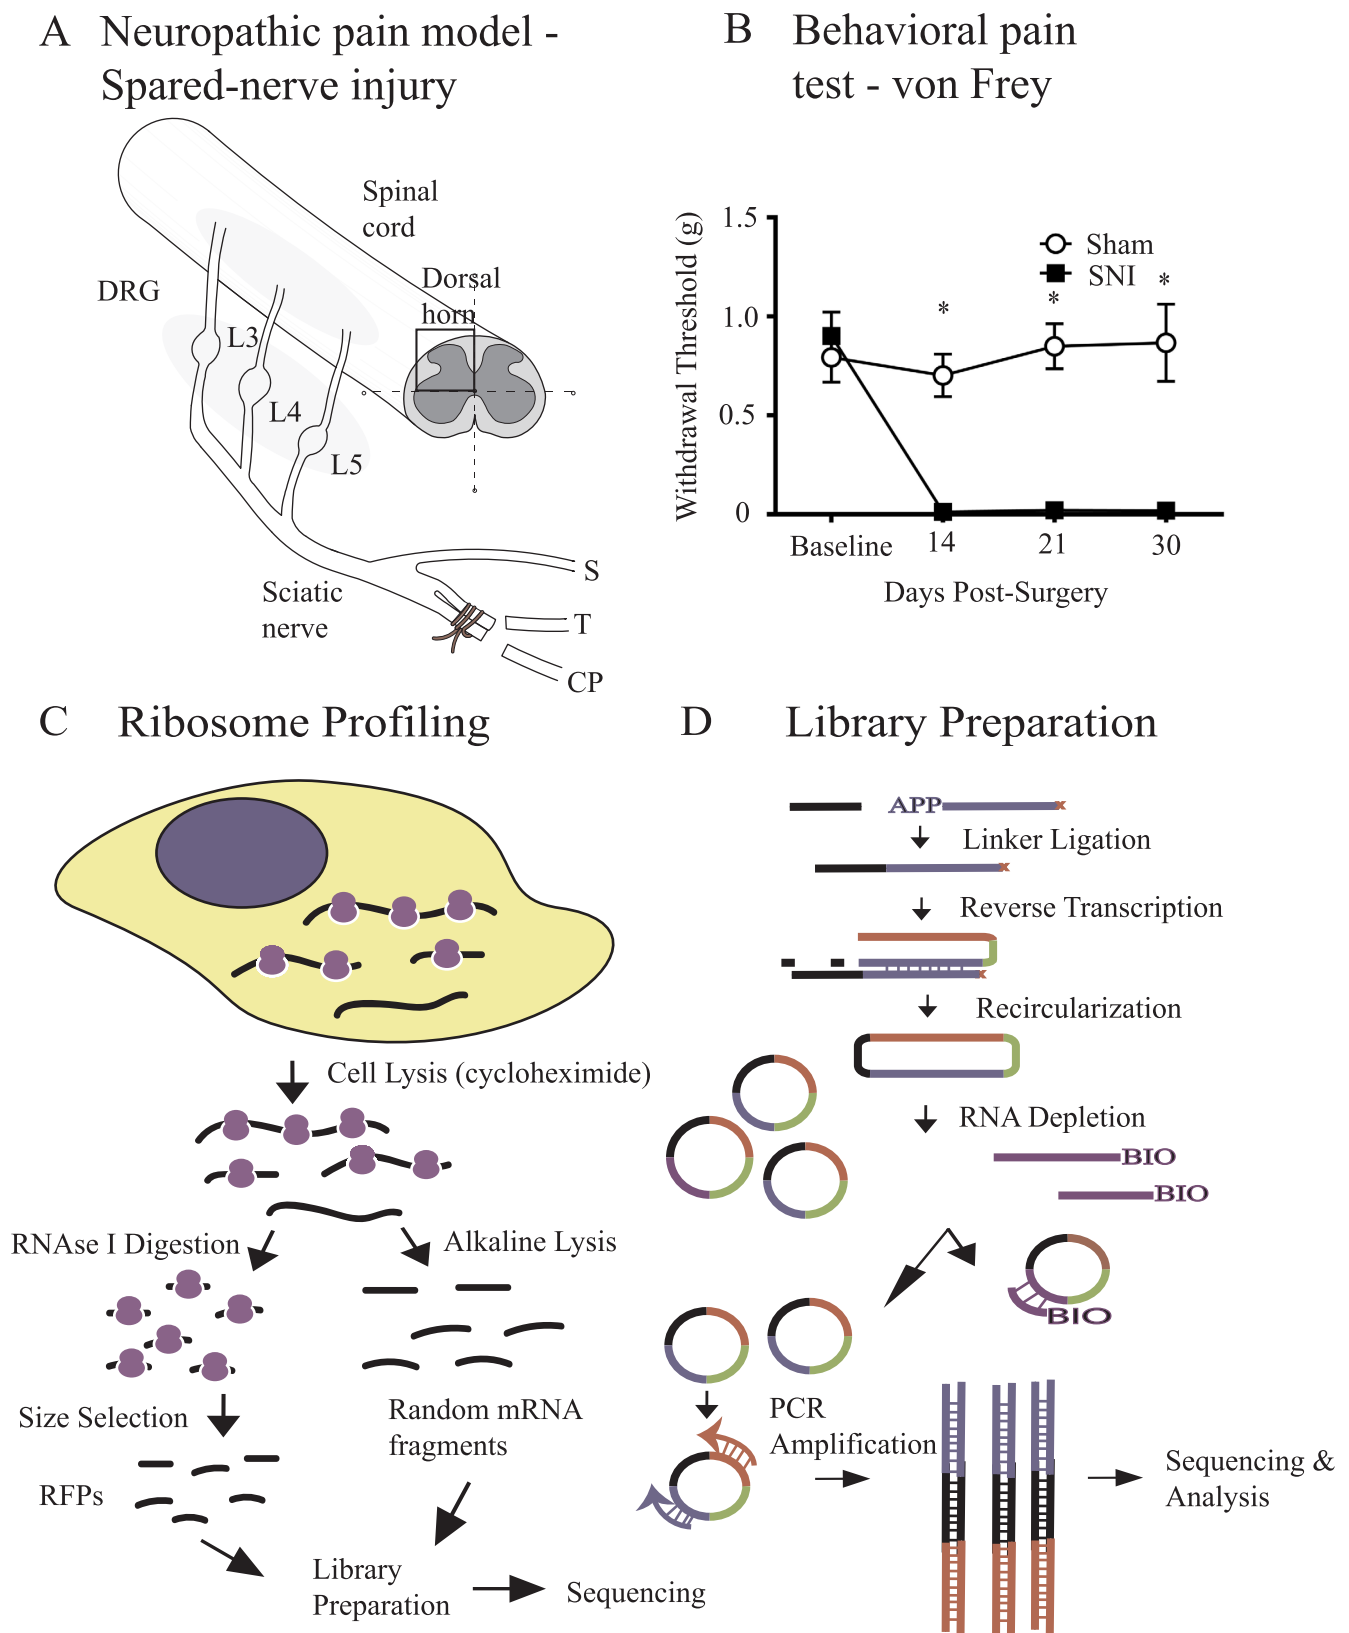 A Neuropathic pain model -
Spared-nerve injury
Spinal
cord
Dorsal
horn
DRG
L3
L4
L5
Sciatic
nerve
S
T
CP
B Behavioral pain
test - von Frey
Withdrawal Threshold (g)
1.5
1.0
0.5
0
Sham
SNI
*
*
*
Baseline
14
21
30
Days Post-Surgery
C Ribosome Profiling
Cell Lysis (cycloheximide)
RNAse I Digestion
Alkaline Lysis
Size Selection
Random mRNA
fragments
RFPs
Library
Preparation
Sequencing
D Library Preparation
APP
x
Linker Ligation
x
Reverse Transcription
x
Recircularization
RNA Depletion
BIO
BIO
BIO
PCR
Amplification
Sequencing &
Analysis